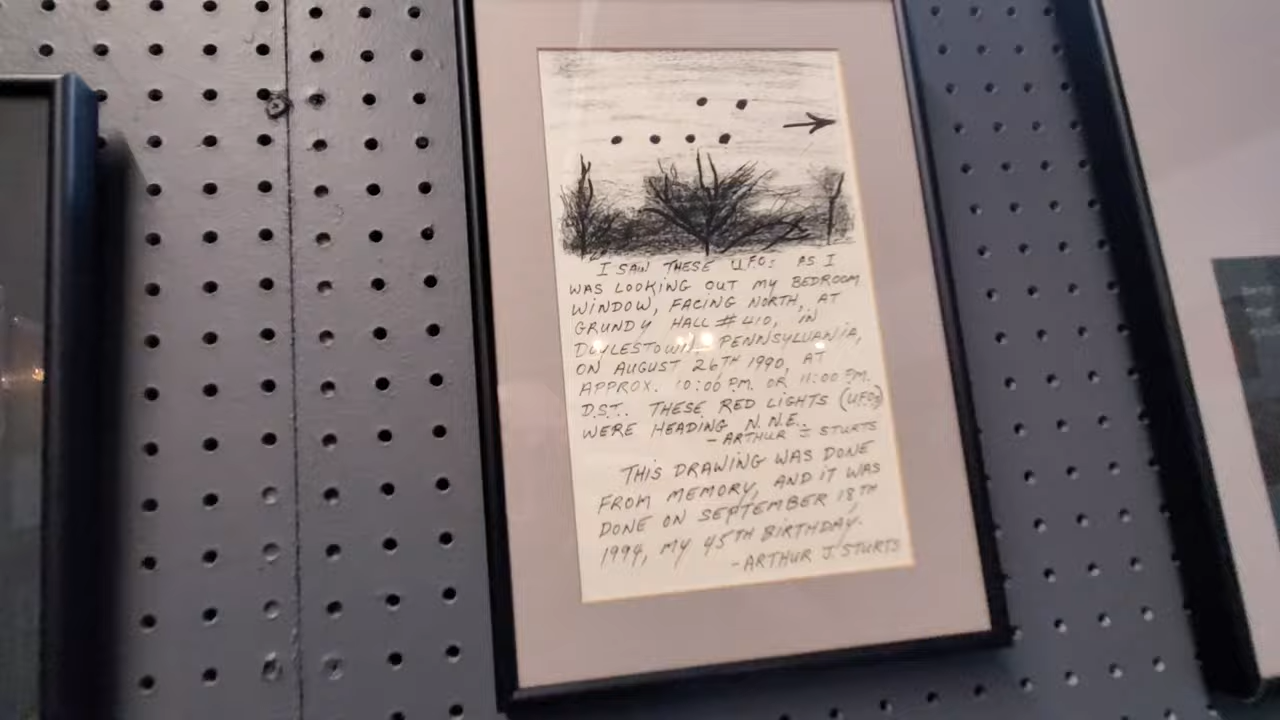 I SAW THESE U.F.O.s AS I
WAS LOOKING OUT MY BEDROOM
WINDOW, FACING NORTH, AT
GRUNDY HALL #410, IN
DOYLESTOWN, PENNSYLVANIA,
ON AUGUST 26TH 1990, AT
APPROX. 10:00 P.M. OR 11:00 P.M.
D.S.T.. THESE RED LIGHTS (U.F.O.s)
WERE HEADING N.N.E..
- ARTHUR J. STURTS
THIS DRAWING WAS DONE
FROM MEMORY, AND IT WAS
DONE ON SEPTEMBER 18TH
1994, MY 45TH BIRTHDAY.
- ARTHUR J. STURTS